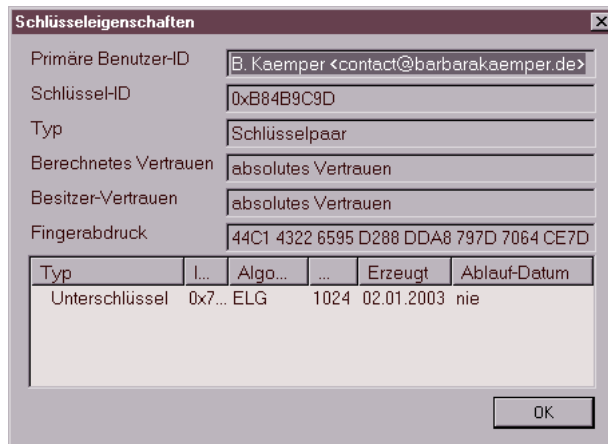 Schlüsseleigenschaften
Primäre Benutzer-ID B. Kaemper <contact@barbarakaemper.de>
Schlüssel-ID 0xB84B9C9D
Typ Schlüsselpaar
Berechnetes Vertrauen absolutes Vertrauen
Besitzer-Vertrauen absolutes Vertrauen
Fingerabdruck 44C1 4322 6595 D288 DDA8 797D 7064 CE7D
Typ I... Algo... ... Erzeugt Ablauf-Datum
Unterschlüssel 0x7... ELG 1024 02.01.2003 nie
OK